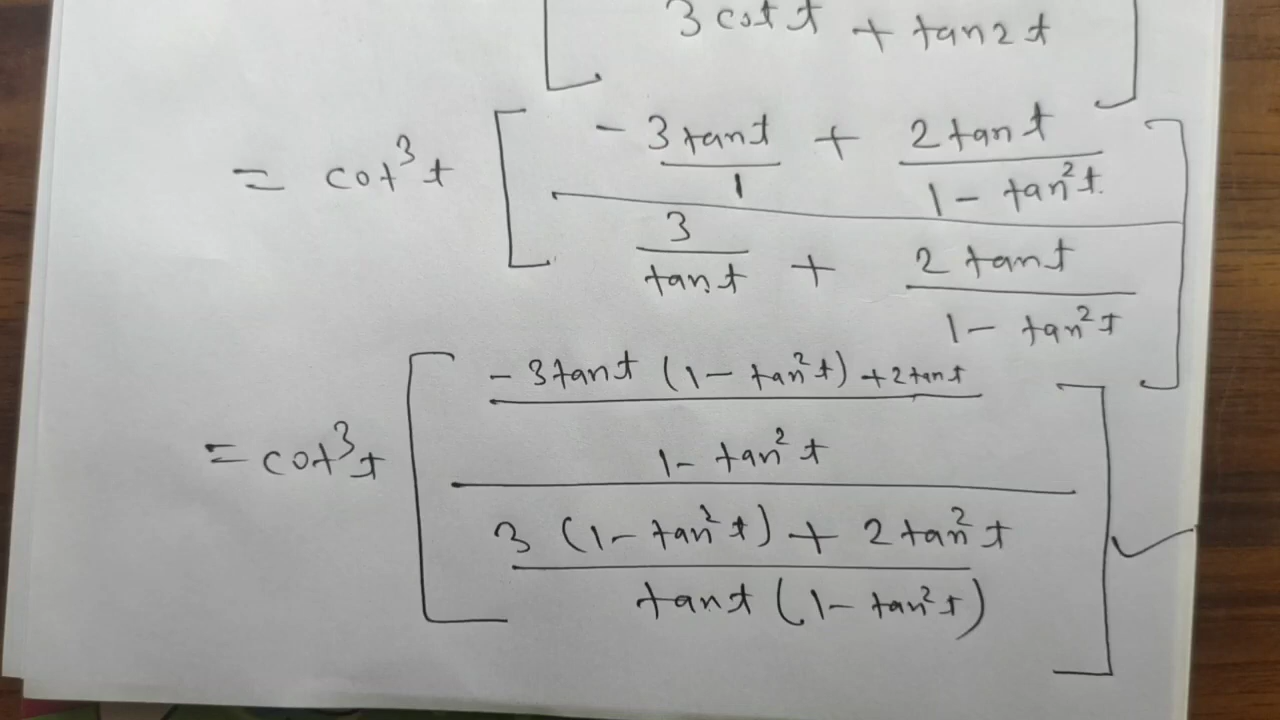 3 cot t + tan 2t
= cot³t [ - 3 tan t / 1 + 2 tan t / 1 - tan²t
3 / tan t + 2 tan t / 1 - tan²t ]
= cot³t [ - 3 tan t (1 - tan²t) + 2 tan t
1 - tan²t
3 (1 - tan²t) + 2 tan²t
tan t (1 - tan²t) ]